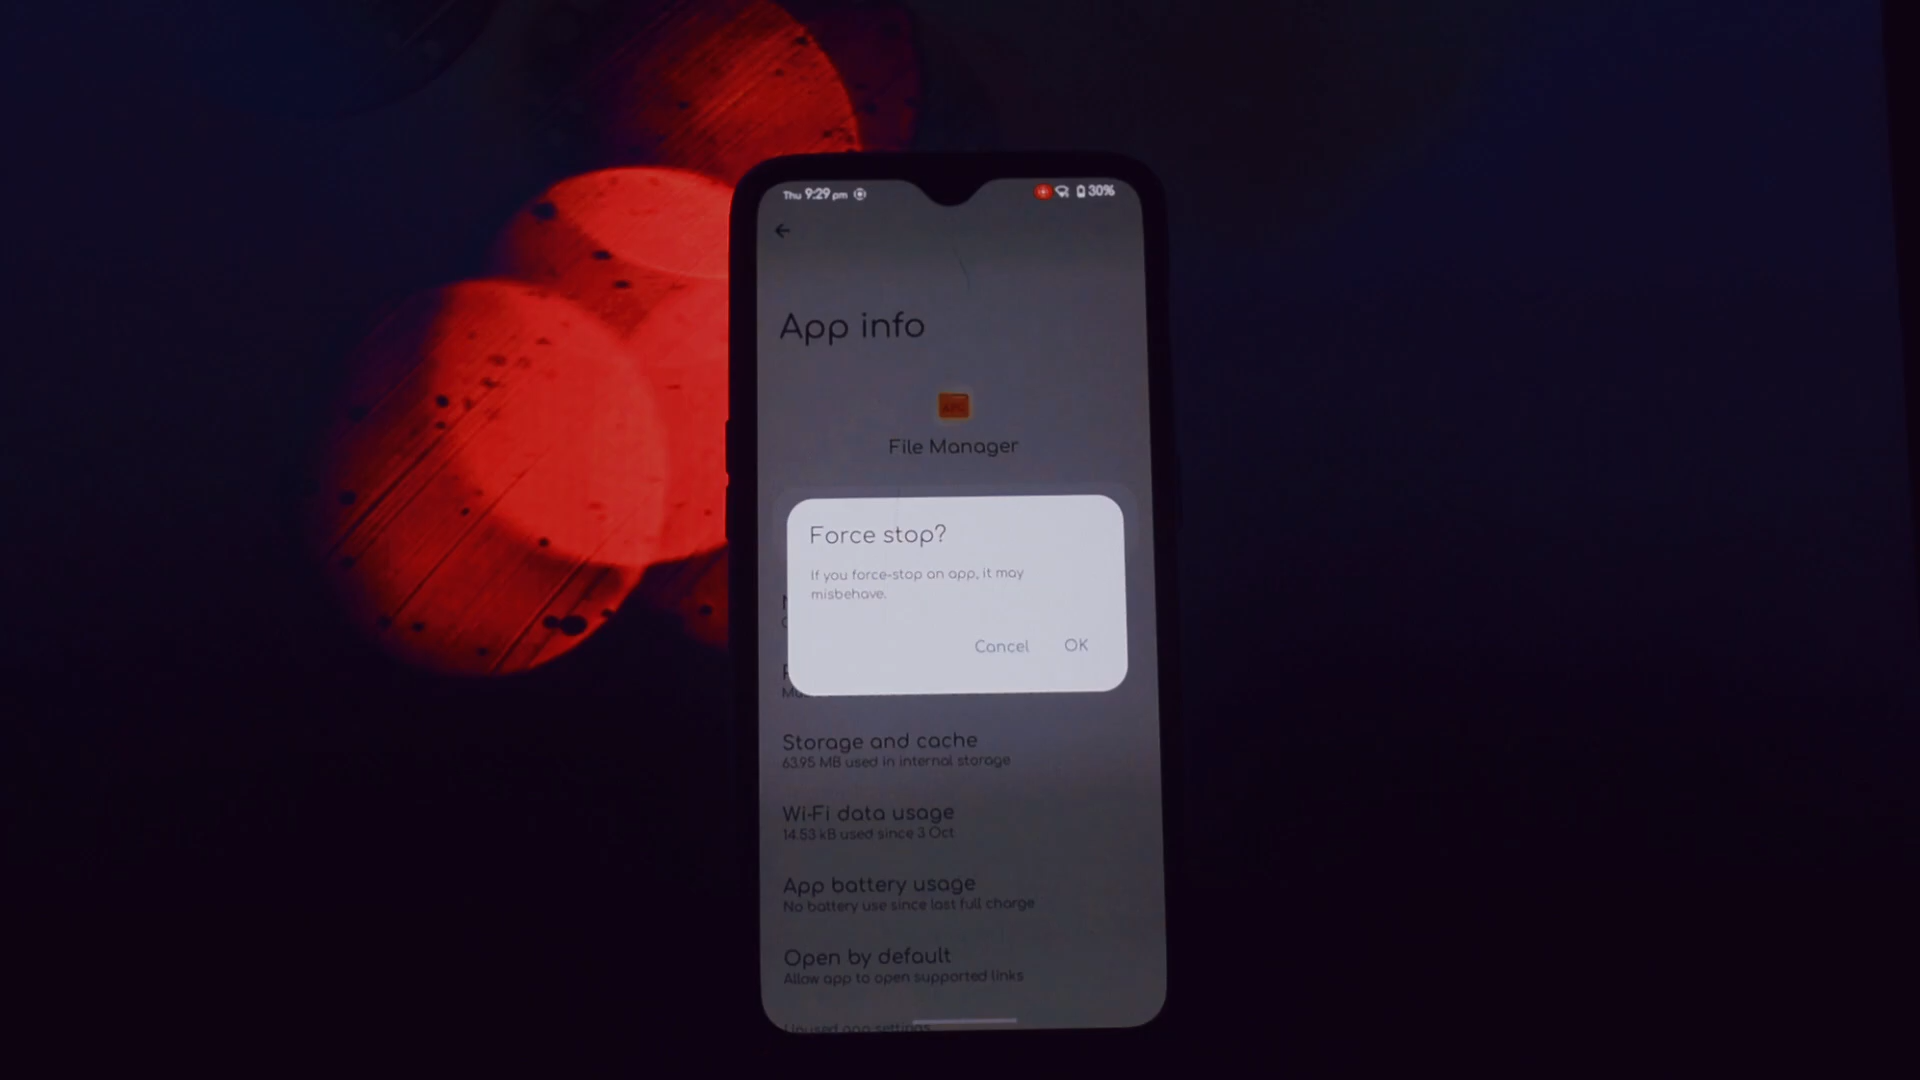 Thu 9:29 pm
30%
App info
File Manager
Force stop?
If you force-stop an app, it may
misbehave.
Cancel OK
Storage and cache
63.95 MB used in internal storage
Wi-Fi data usage
14.53 kB used since 3 Oct
App battery usage
No battery use since last full charge
Open by default
Allow app to open supported links
Unused app settings